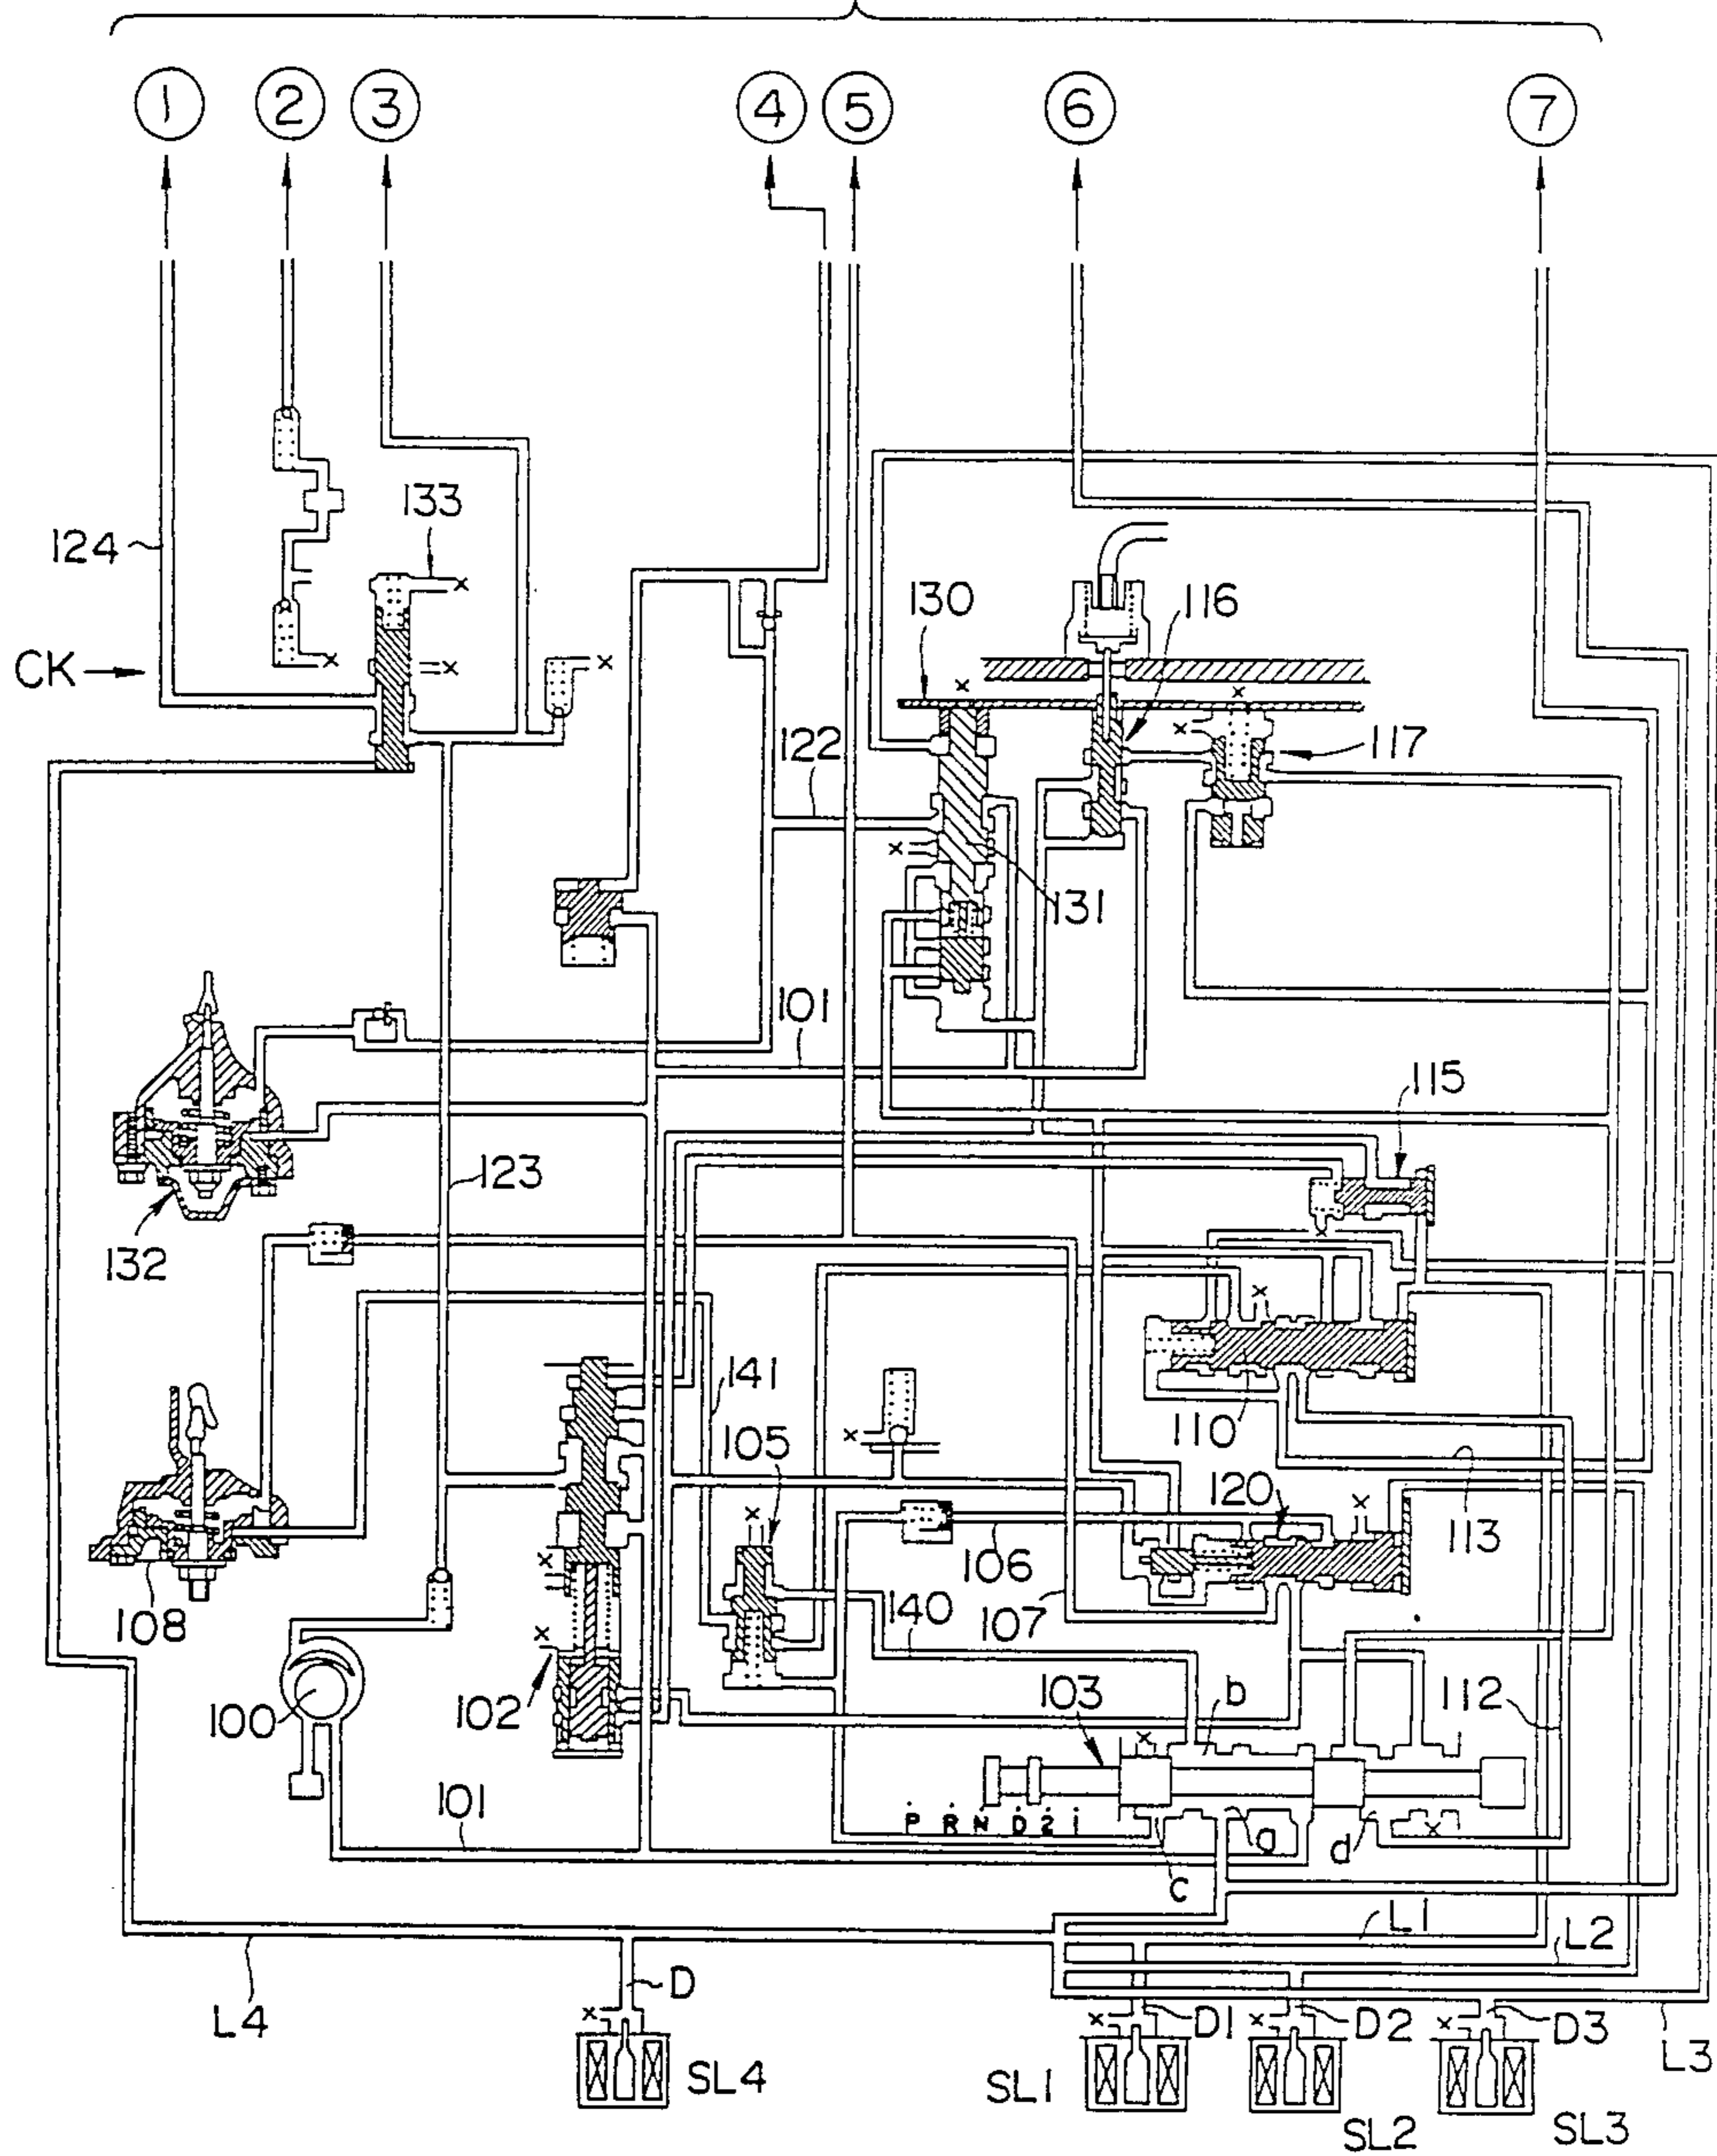 1 2 3 4 5 6 7
133
124
130 116
CK
117
122
131
101
115
123
132
141
105
110
120
113
106
108
107
140
102
103 b 112
100
101
P R N D 2 1
a d
c
L1
L2
D
L4
D1 D2 D3
L3
SL4 SL1
SL2 SL3